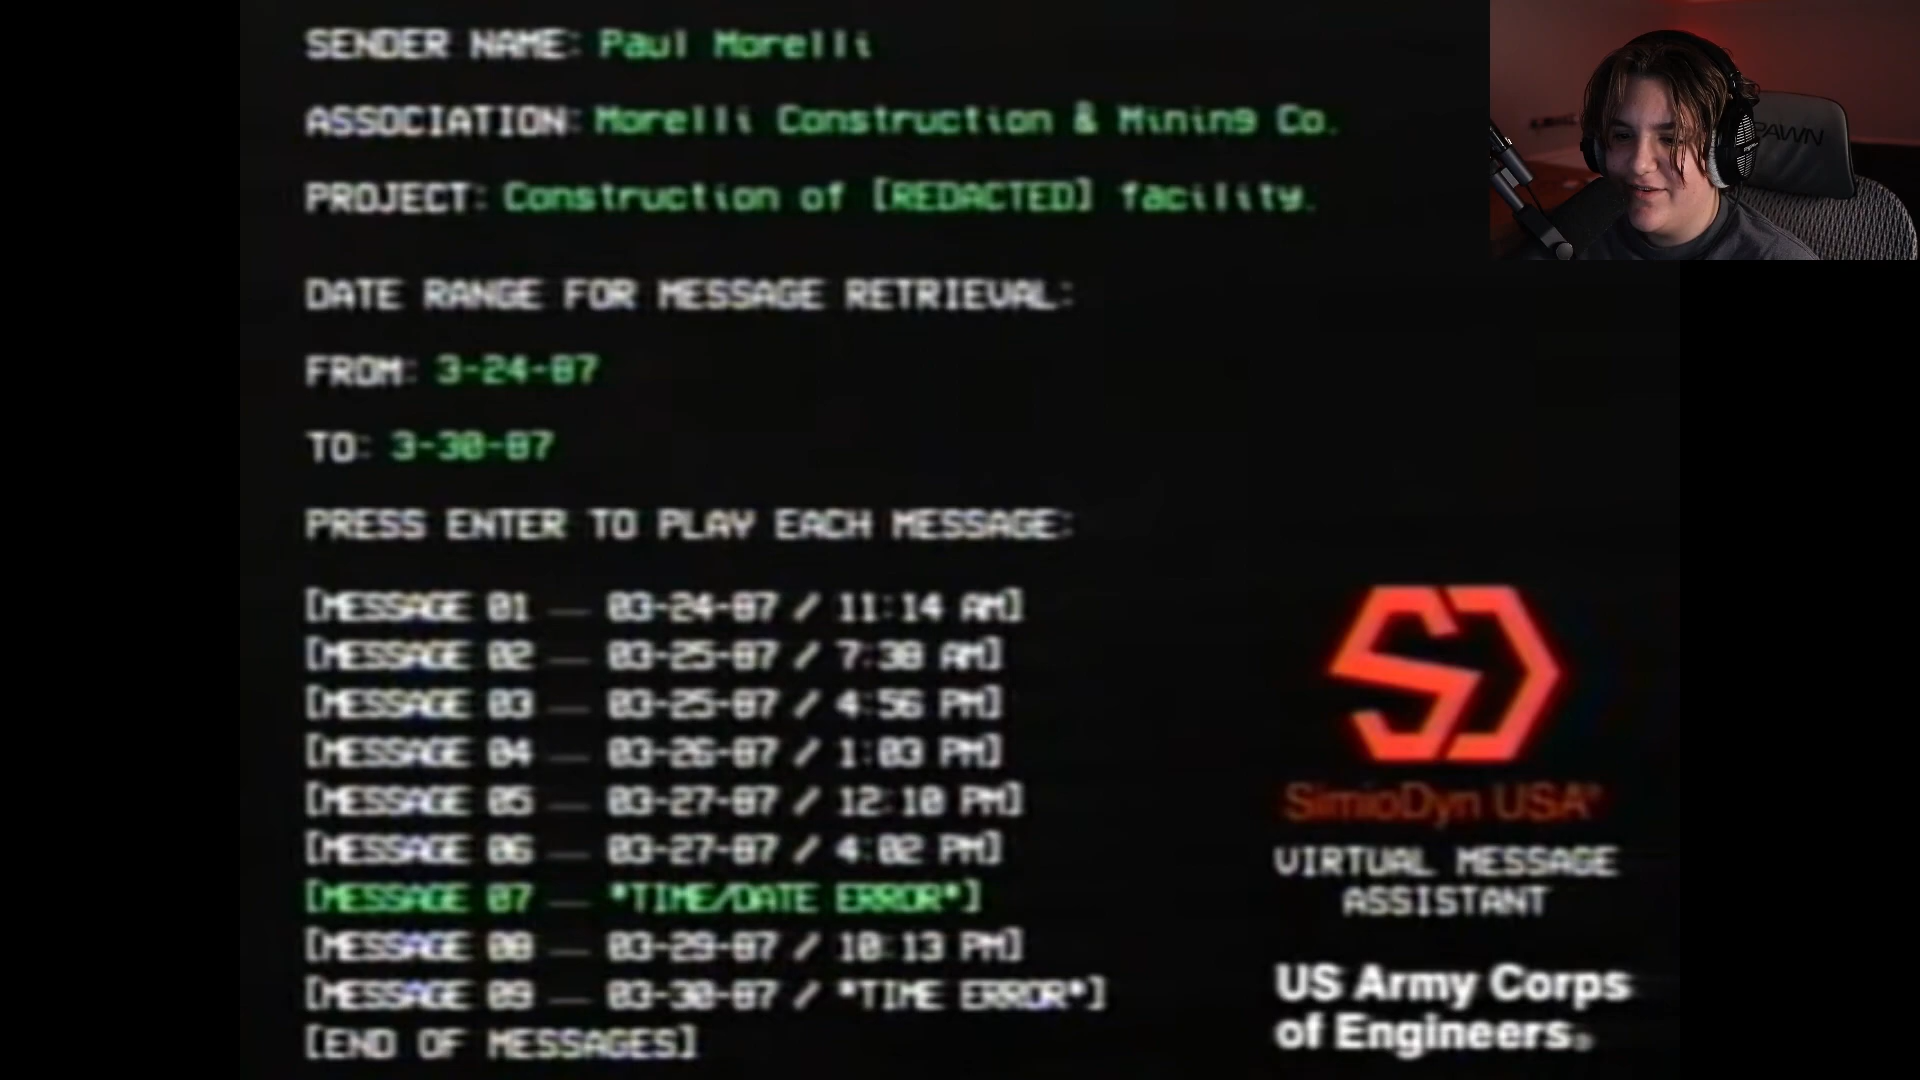 SENDER NAME: Paul Morelli
ASSOCIATION: Morelli Construction & Mining Co.
PROJECT: Construction of [REDACTED] facility.
DATE RANGE FOR MESSAGE RETRIEVAL:
FROM: 3-24-87
TO: 3-30-87
PRESS ENTER TO PLAY EACH MESSAGE:
[MESSAGE 01 — 03-24-87 / 11:14 AM]
[MESSAGE 02 — 03-25-87 / 7:38 AM]
[MESSAGE 03 — 03-25-87 / 4:56 PM]
[MESSAGE 04 — 03-26-87 / 1:03 PM]
[MESSAGE 05 — 03-27-87 / 12:10 PM]
[MESSAGE 06 — 03-27-87 / 4:02 PM]
[MESSAGE 07 — *TIME/DATE ERROR*]
[MESSAGE 08 — 03-29-87 / 10:13 PM]
[MESSAGE 09 — 03-30-87 / *TIME ERROR*]
[END OF MESSAGES]
SD
SimioDyn USA®
VIRTUAL MESSAGE
ASSISTANT
US Army Corps
of Engineers®